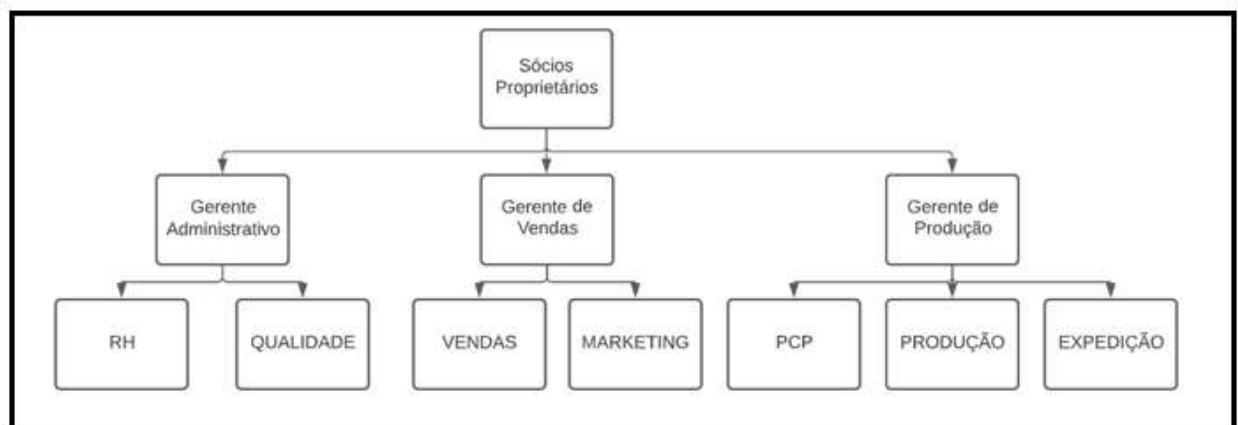 Sócios
Proprietários
Gerente
Administrativo
Gerente de
Vendas
Gerente de
Produção
RH
QUALIDADE
VENDAS
MARKETING
PCP
PRODUÇÃO
EXPEDIÇÃO